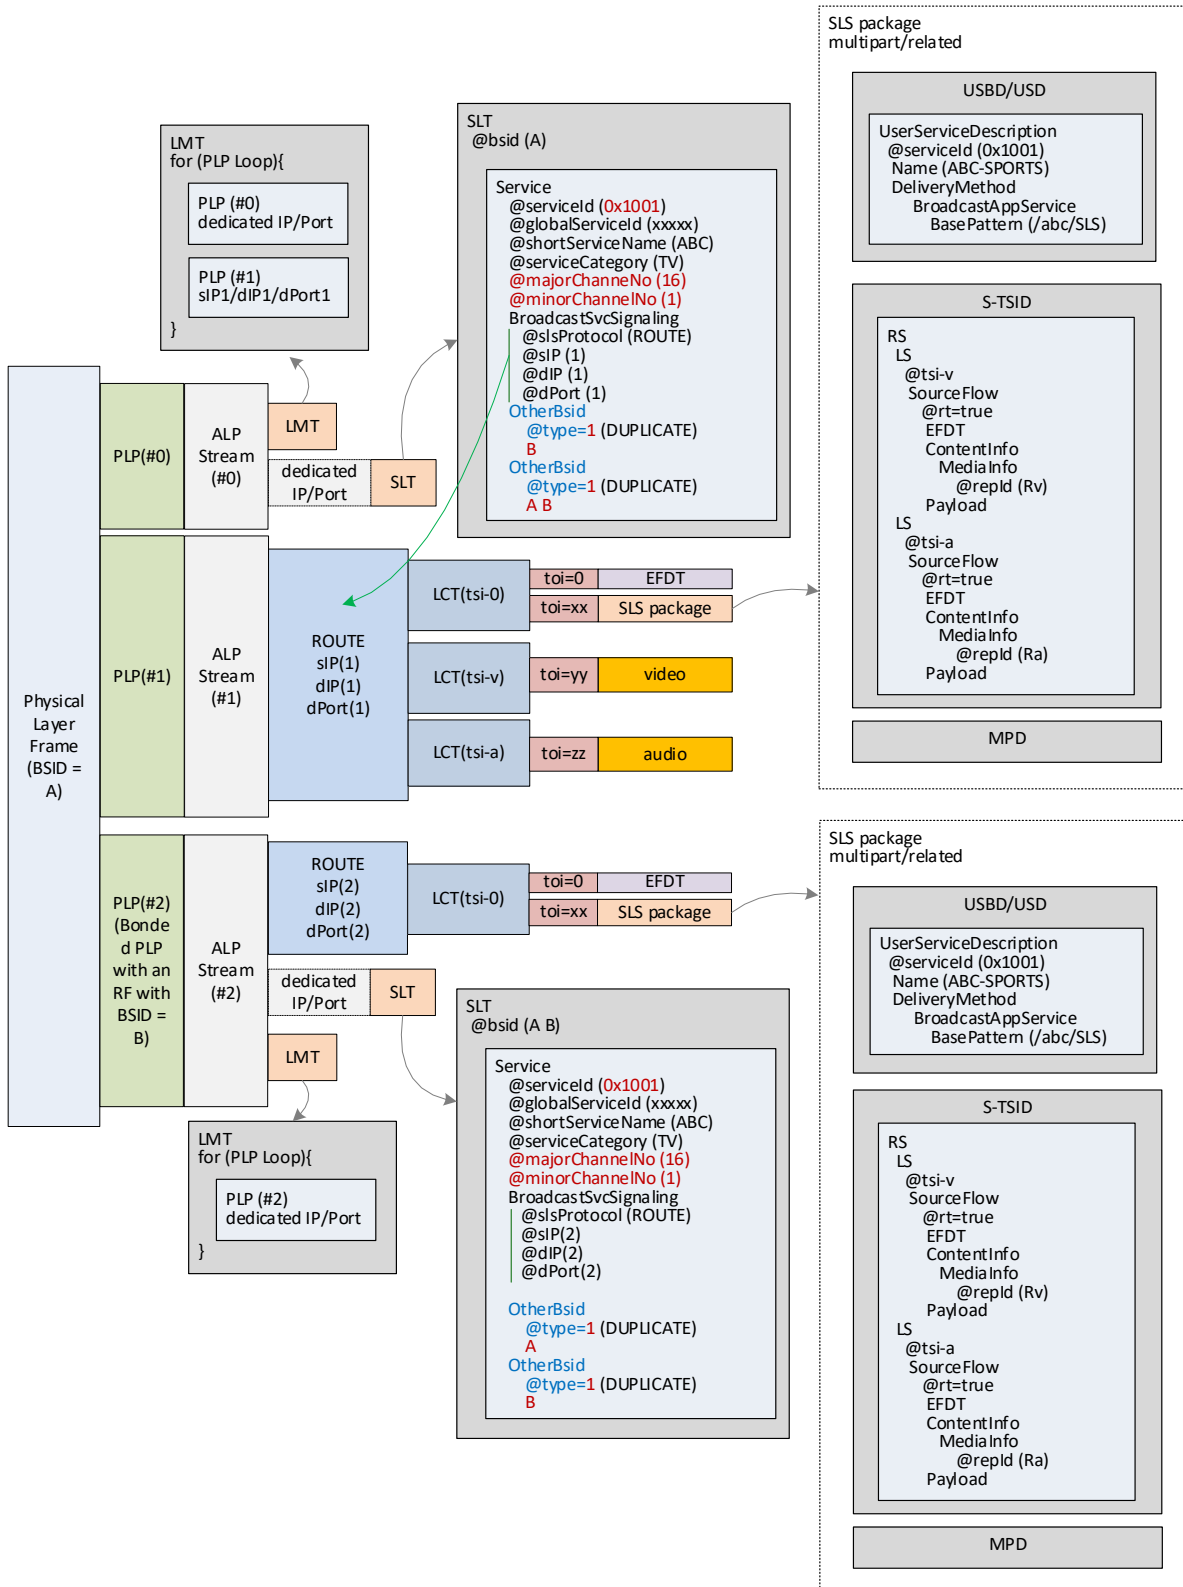 SLS package
multipart/related
USBD/USD
UserServiceDescription
@serviceId (0x1001)
Name (ABC-SPORTS)
DeliveryMethod
BroadcastAppService
BasePattern (/abc/SLS)
S-TSID
RS
LS
@tsi-v
SourceFlow
@rt=true
EFDT
ContentInfo
MediaInfo
@repId (Rv)
Payload
LS
@tsi-a
SourceFlow
@rt=true
EFDT
ContentInfo
MediaInfo
@repId (Ra)
Payload
MPD
SLT
@bsid (A)
Service
@serviceId (0x1001)
@globalServiceId (xxxxx)
@shortServiceName (ABC)
@serviceCategory (TV)
@majorChanneNo (16)
@minorChannelNo (1)
BroadcastSvcSignaling
@slsProtocol (ROUTE)
@sIP (1)
@dIP (1)
@dPort (1)
OtherBsid
@type=1 (DUPLICATE)
B
OtherBsid
@type=1 (DUPLICATE)
A B
LMT
for (PLP Loop){
PLP (#0)
dedicated IP/Port
PLP (#1)
sIP1/dIP1/dPort1
}
Physical
Layer
Frame
(BSID =
A)
PLP(#0)
ALP
Stream
(#0)
LMT
dedicated
IP/Port
SLT
PLP(#1)
ALP
Stream
(#1)
ROUTE
sIP(1)
dIP(1)
dPort(1)
LCT(tsi-0)
toi=0
EFDT
toi=xx
SLS package
LCT(tsi-v)
toi=yy
video
LCT(tsi-a)
toi=zz
audio
PLP(#2)
(Bonde
d PLP
with an
RF with
BSID =
B)
ALP
Stream
(#2)
ROUTE
sIP(2)
dIP(2)
dPort(2)
LCT(tsi-0)
toi=0
EFDT
toi=xx
SLS package
dedicated
IP/Port
SLT
LMT
LMT
for (PLP Loop){
PLP (#2)
dedicated IP/Port
}
SLT
@bsid (A B)
Service
@serviceId (0x1001)
@globalServiceId (xxxxx)
@shortServiceName (ABC)
@serviceCategory (TV)
@majorChannelNo (16)
@minorChannelNo (1)
BroadcastSvcSignaling
@slsProtocol (ROUTE)
@sIP(2)
@dIP(2)
@dPort(2)
OtherBsid
@type=1 (DUPLICATE)
A
OtherBsid
@type=1 (DUPLICATE)
B
SLS package
multipart/related
USBD/USD
UserServiceDescription
@serviceId (0x1001)
Name (ABC-SPORTS)
DeliveryMethod
BroadcastAppService
BasePattern (/abc/SLS)
S-TSID
RS
LS
@tsi-v
SourceFlow
@rt=true
EFDT
ContentInfo
MediaInfo
@repId (Rv)
Payload
LS
@tsi-a
SourceFlow
@rt=true
EFDT
ContentInfo
MediaInfo
@repId (Ra)
Payload
MPD